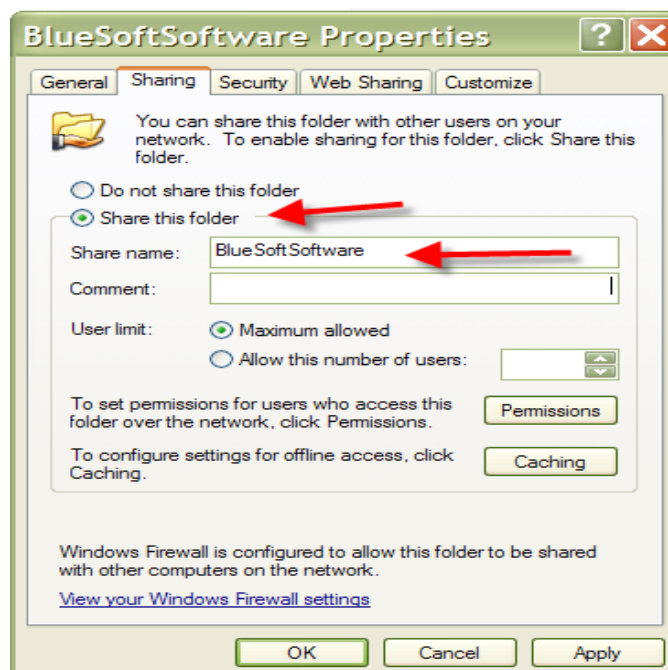 BlueSoftSoftware Properties
General Sharing Security Web Sharing Customize
You can share this folder with other users on your
network. To enable sharing for this folder, click Share this
folder.
Do not share this folder
Share this folder
Share name: BlueSoftSoftware
Comment:
User limit: Maximum allowed
Allow this number of users:
To set permissions for users who access this Permissions
folder over the network, click Permissions.
To configure settings for offline access, click Caching
Caching.
Windows Firewall is configured to allow this folder to be shared
with other computers on the network.
View your Windows Firewall settings
OK Cancel Apply